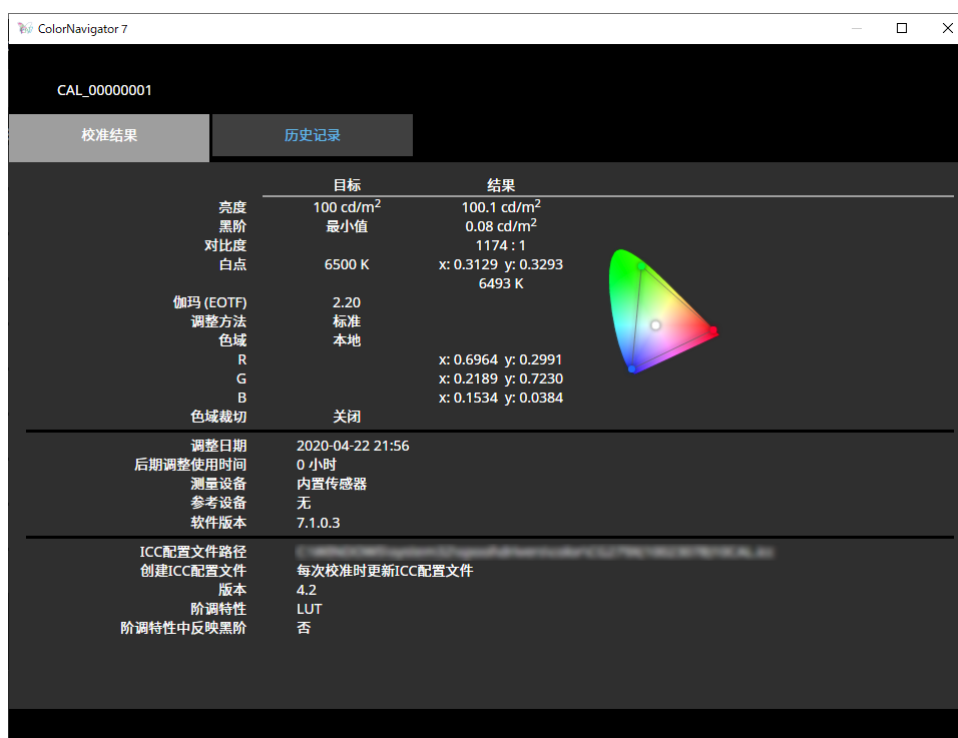 ColorNavigator 7
CAL_00000001
校准结果 历史记录
目标 结果
亮度 100 cd/m² 100.1 cd/m²
黑阶 最小值 0.08 cd/m²
对比度 1174 : 1
白点 6500 K x: 0.3129 y: 0.3293
6493 K
伽玛 (EOTF) 2.20
调整方法 标准
色域 本地
R x: 0.6964 y: 0.2991
G x: 0.2189 y: 0.7230
B x: 0.1534 y: 0.0384
色域裁切 关闭
调整日期 2020-04-22 21:56
后期调整使用时间 0 小时
测量设备 内置传感器
参考设备 无
软件版本 7.1.0.3
ICC配置文件路径
创建ICC配置文件 每次校准时更新ICC配置文件
版本 4.2
阶调特性 LUT
阶调特性中反映黑阶 否